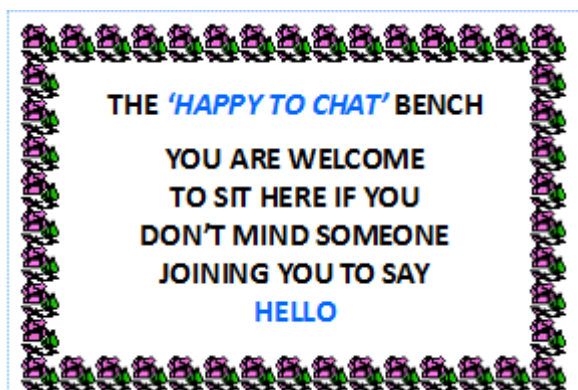 THE ‘HAPPY TO CHAT’ BENCH
YOU ARE WELCOME
TO SIT HERE IF YOU
DON’T MIND SOMEONE
JOINING YOU TO SAY
HELLO